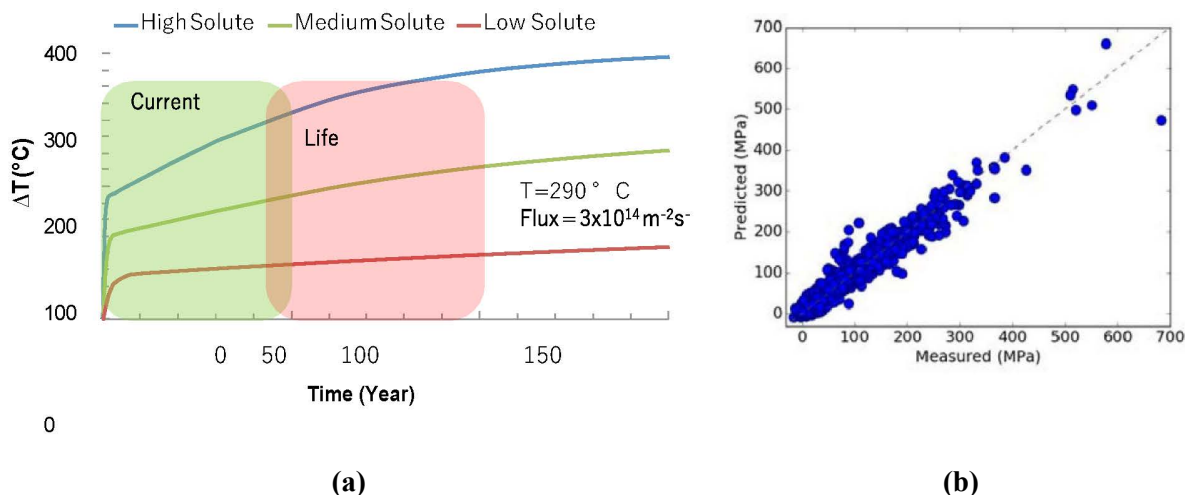 High Solute Medium Solute Low Solute
400
300
200
100
0
ΔT (°C)
Current
Life
T=290° C
Flux=3x10¹⁴ m⁻²s⁻
0 50 100 150
Time (Year)
(a)
700
600
500
400
300
200
100
0
Predicted (MPa)
0 100 200 300 400 500 600 700
Measured (MPa)
(b)